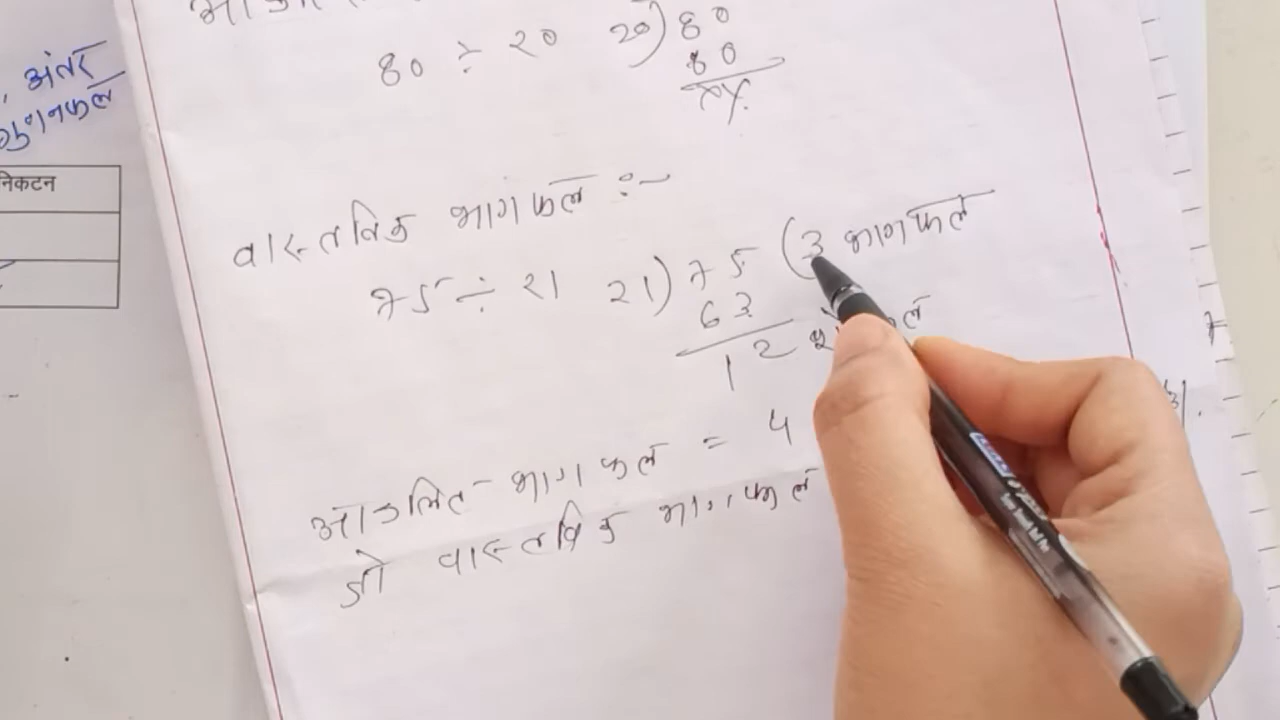 , अंतर
गुणनफल
निकटन
80 ÷ 20 20) 80
80
वास्तविक भागफल :-
75 ÷ 21 21) 75 (3 भागफल
63
12
आकलित भागफल = 4
जो वास्तविक भागफल